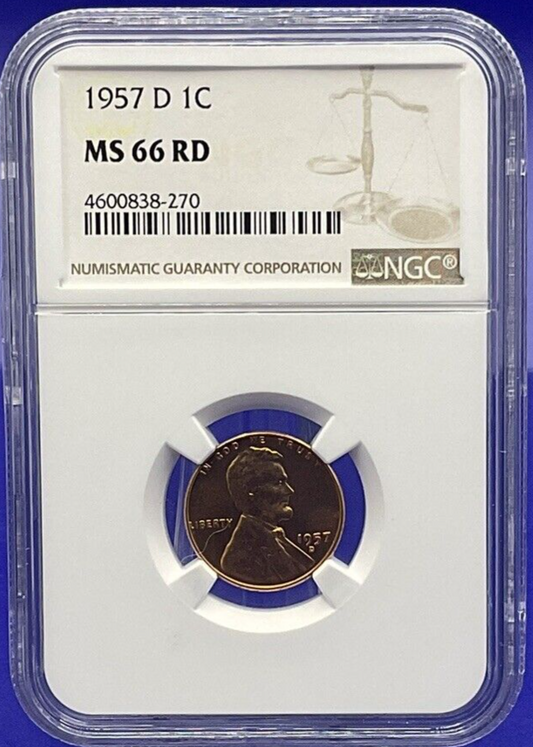 1957 D 1C
MS 66 RD
4600838-270
NUMISMATIC GUARANTY CORPORATION NGC®
IN GOD WE TRUST
LIBERTY 1957
D